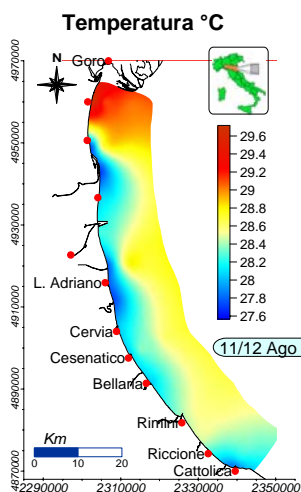 Temperatura °C
4970000
4950000
4930000
4910000
4890000
4870000
N
Goro
L. Adriano
Cervia
Cesenatico
Bellaria
Rimini
Riccione
Cattolica
29.6
29.4
29.2
29
28.8
28.6
28.4
28.2
28
27.8
27.6
11/12 Ago
Km
0 10 20
2290000 2310000 2330000 2350000